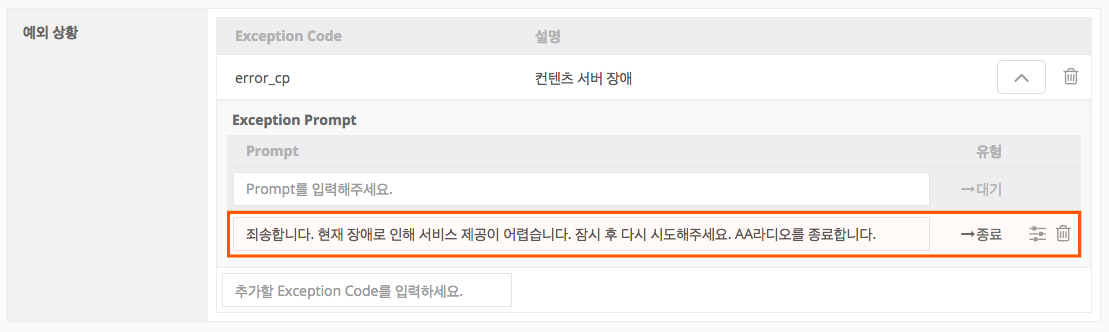 예외 상황
Exception Code 설명
error_cp 컨텐츠 서버 장애
Exception Prompt
Prompt 유형
Prompt를 입력해주세요. →대기
죄송합니다. 현재 장애로 인해 서비스 제공이 어렵습니다. 잠시 후 다시 시도해주세요. AA라디오를 종료합니다. →종료
추가할 Exception Code를 입력하세요.